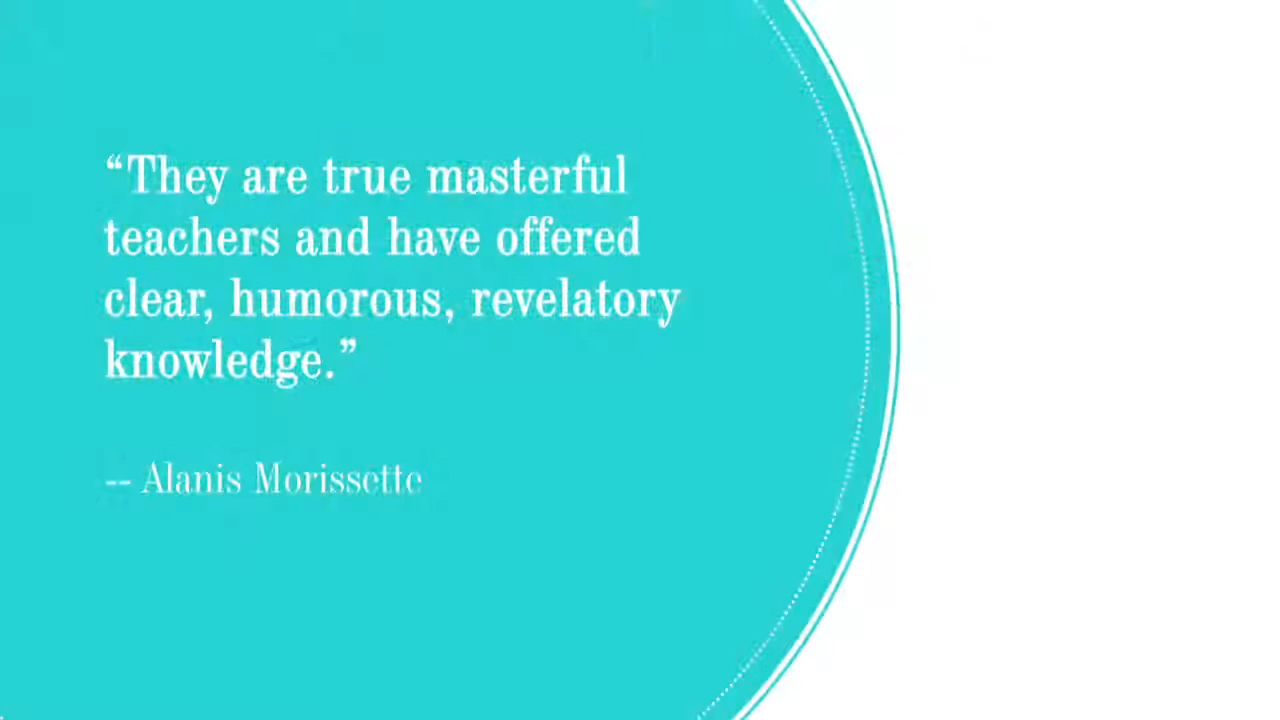 “They are true masterful
teachers and have offered
clear, humorous, revelatory
knowledge.”
-- Alanis Morissette